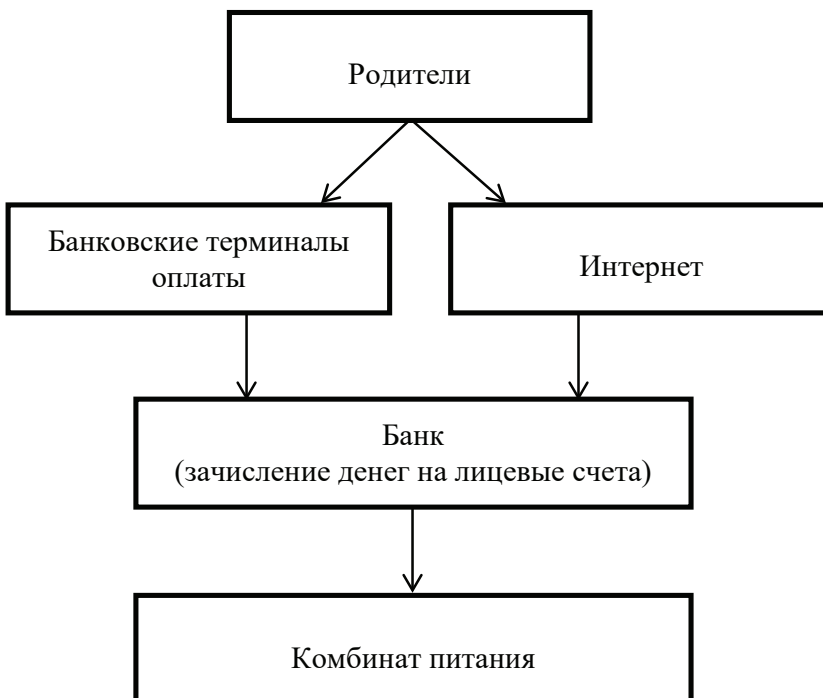 Родители
Банковские терминалы
оплаты
Интернет
Банк
(зачисление денег на лицевые счета)
Комбинат питания